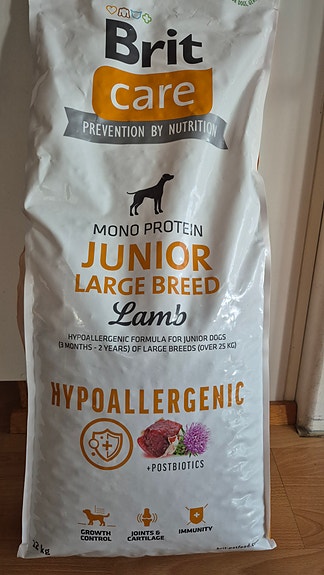 Brit
care
PREVENTION BY NUTRITION
MONO PROTEIN
JUNIOR
LARGE BREED
Lamb
HYPOALLERGENIC FORMULA FOR JUNIOR DOGS
(3 MONTHS - 2 YEARS) OF LARGE BREEDS (OVER 25 KG)
HYPOALLERGENIC
+POSTBIOTICS
GROWTH
CONTROL
JOINTS &
CARTILAGE
IMMUNITY
kg